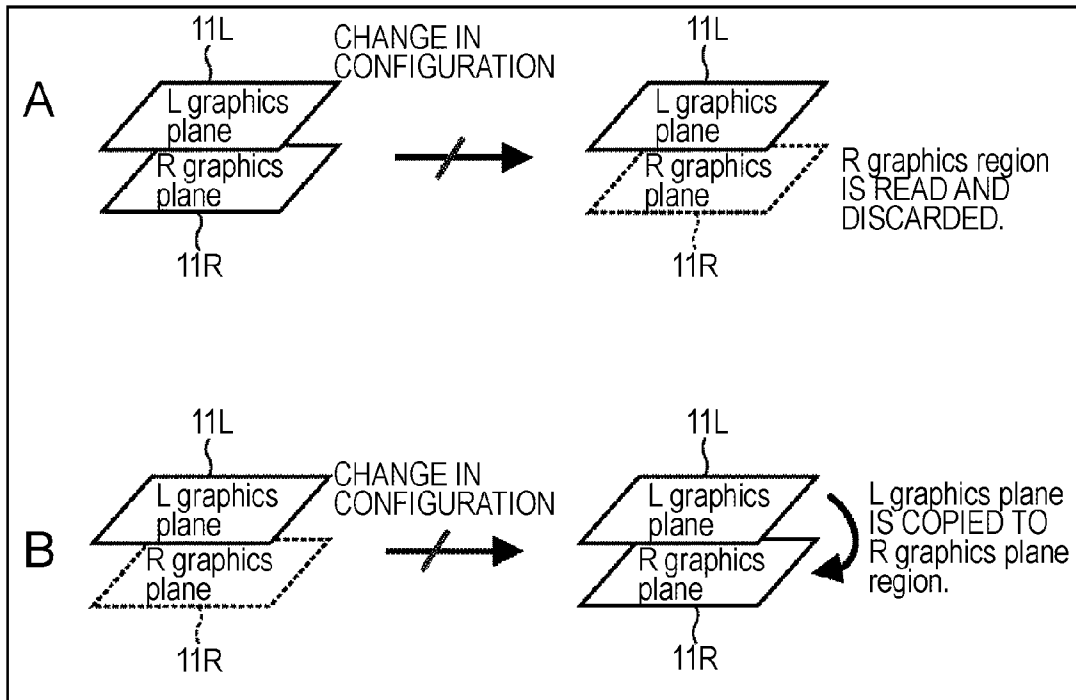 11L
CHANGE IN
CONFIGURATION
A
L graphics
plane
R graphics
plane
11R
11L
L graphics
plane
R graphics
plane
11R
R graphics region
IS READ AND
DISCARDED.
11L
CHANGE IN
CONFIGURATION
B
L graphics
plane
R graphics
plane
11R
11L
L graphics
plane
R graphics
plane
11R
L graphics plane
IS COPIED TO
R graphics plane
region.